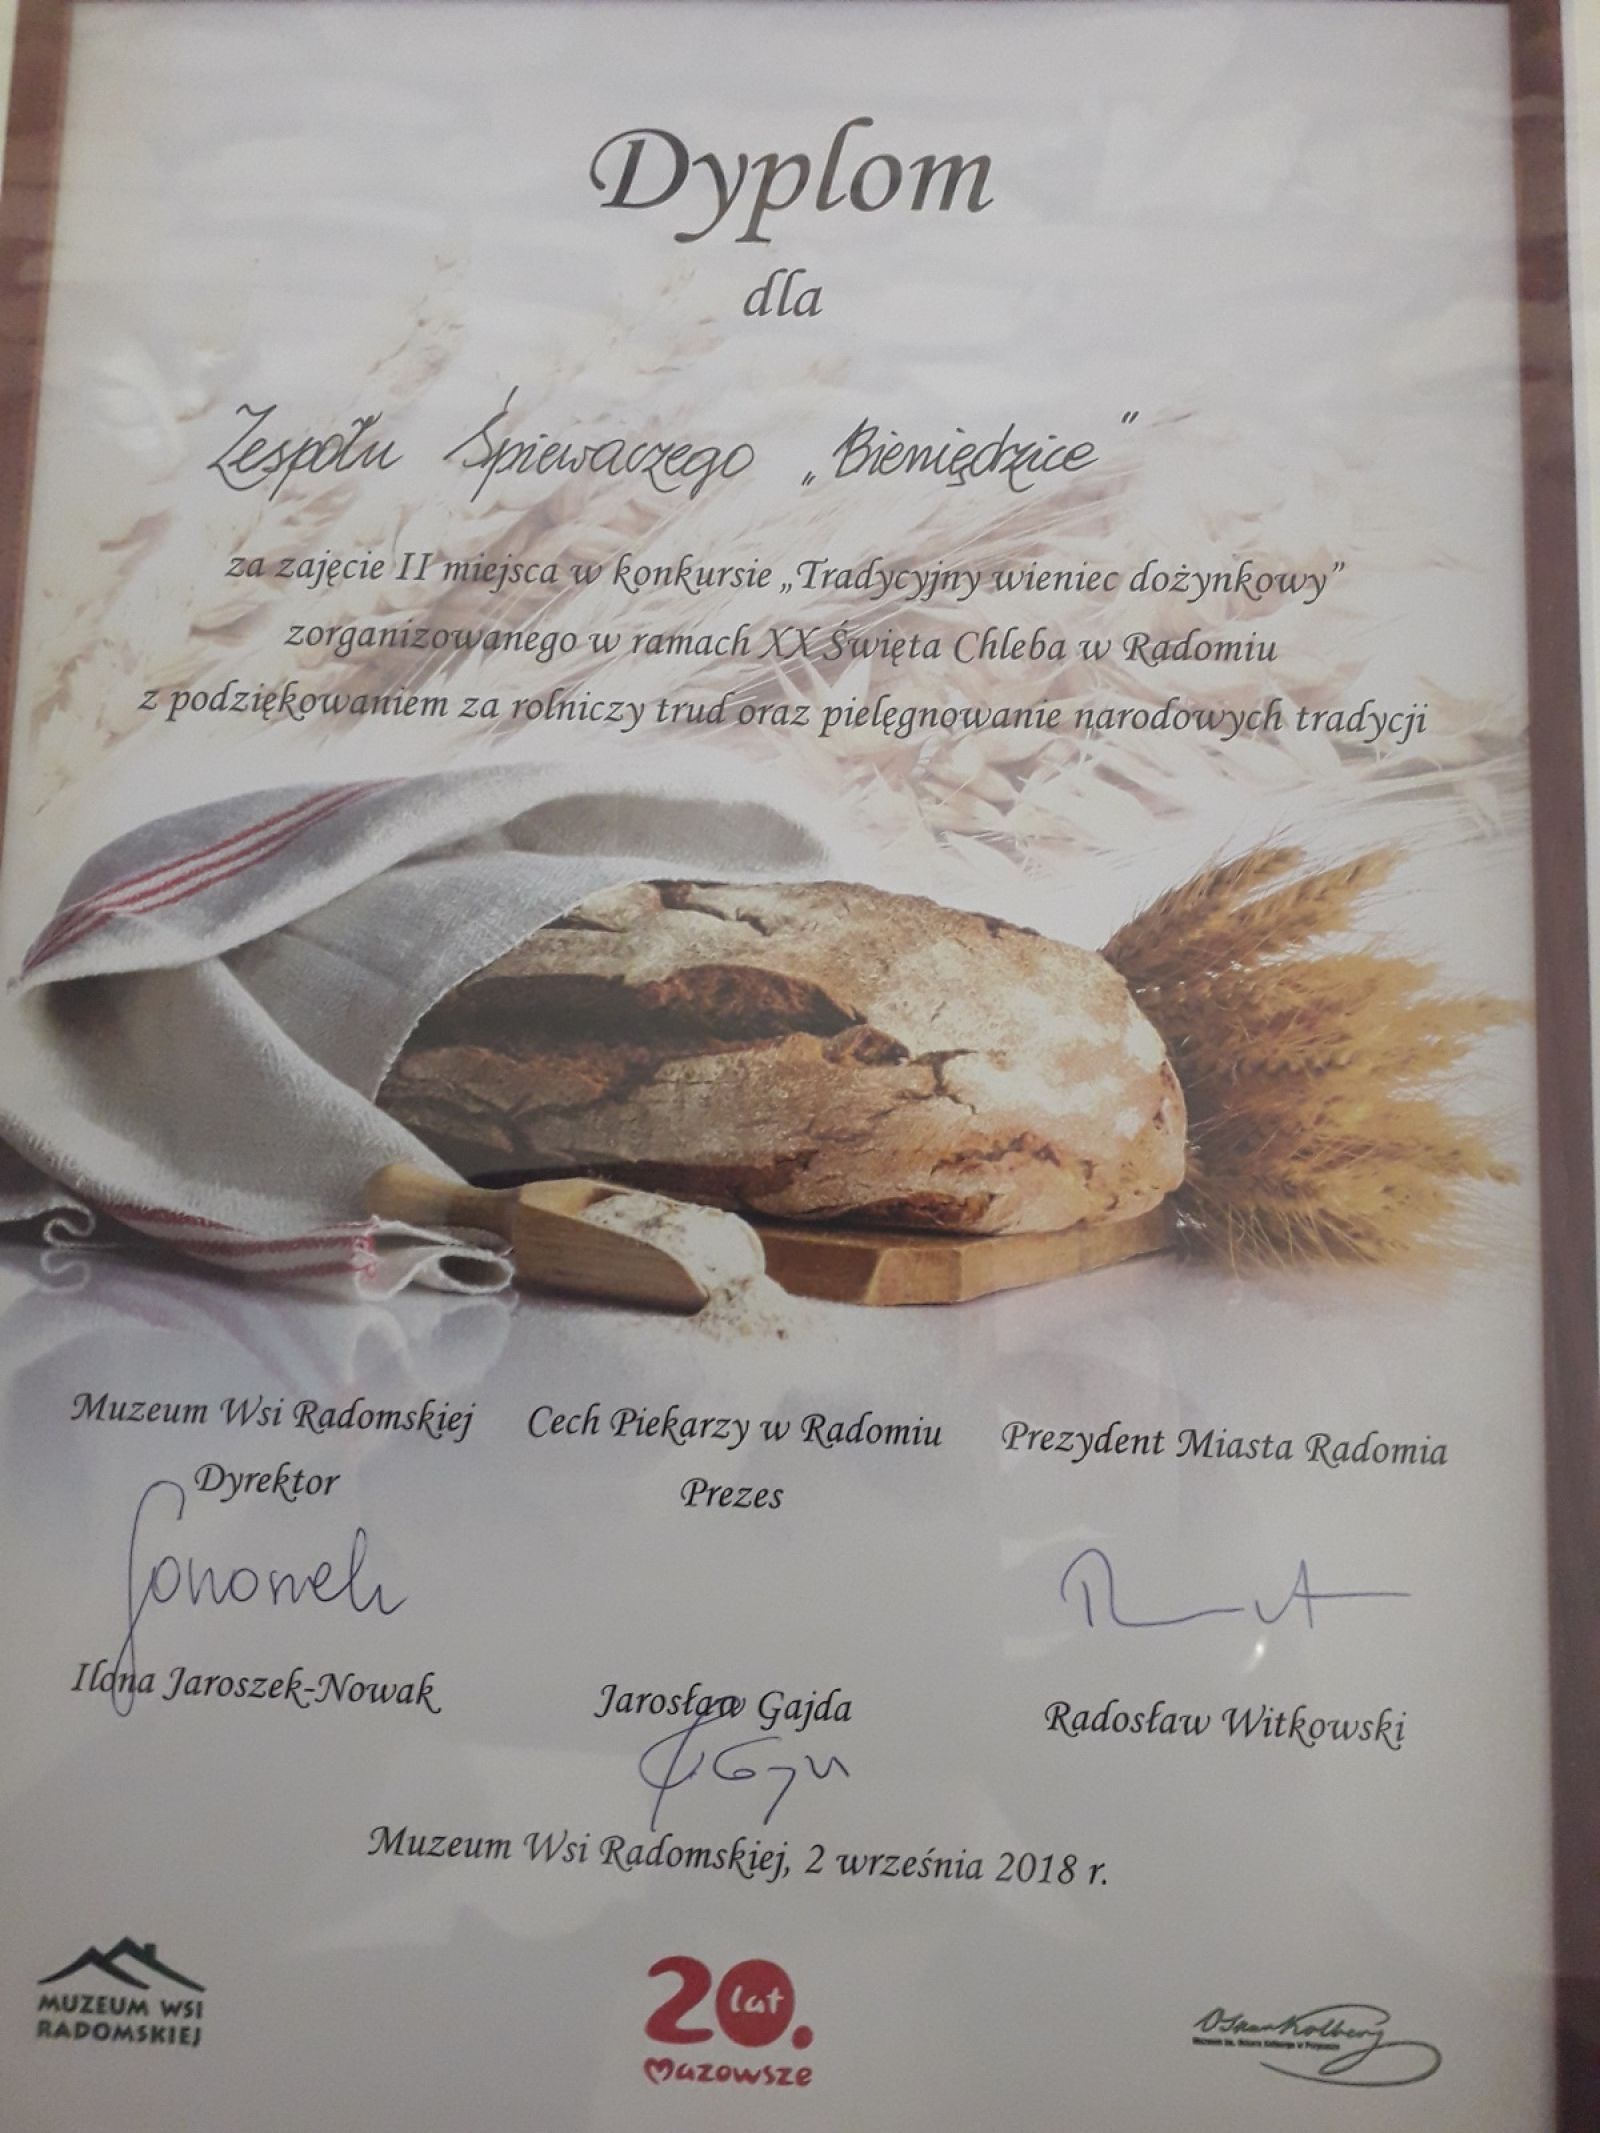 Dyplom
dla
Zespołu Śpiewaczego „Bieniędzice"
za zajęcie II miejsca w konkursie „Tradycyjny wieniec dożynkowy”
zorganizowanego w ramach XX Święta Chleba w Radomiu
z podziękowaniem za rolniczy trud oraz pielęgnowanie narodowych tradycji
Muzeum Wsi Radomskiej
Dyrektor
Ilona Jaroszek-Nowak
Cech Piekarzy w Radomiu
Prezes
Jarosław Gajda
Prezydent Miasta Radomia
Radosław Witkowski
Muzeum Wsi Radomskiej, 2 września 2018 r.
MUZEUM WSI
RADOMSKIEJ
20 lat
Mazowsze
Oskar Kolberg